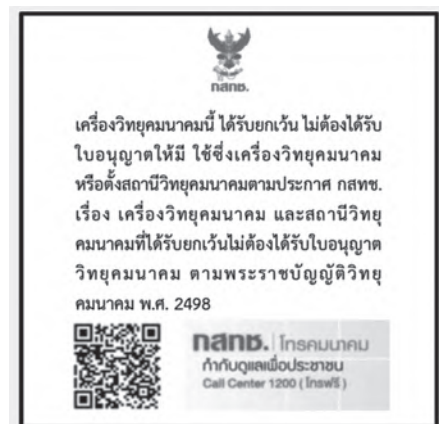 กสทช.
เครื่องวิทยุคมนาคมนี้ ได้รับยกเว้น ไม่ต้องได้รับ
ใบอนุญาตให้มี ใช้ซึ่งเครื่องวิทยุคมนาคม
หรือตั้งสถานีวิทยุคมนาคมตามประกาศ กสทช.
เรื่อง เครื่องวิทยุคมนาคม และสถานีวิทยุ
คมนาคมที่ได้รับยกเว้นไม่ต้องได้รับใบอนุญาต
วิทยุคมนาคม ตามพระราชบัญญัติวิทยุ
คมนาคม พ.ศ. 2498
กสทช. | โทรคมนาคม
กำกับดูแลเพื่อประชาชน
Call Center 1200 ( โทรฟรี )